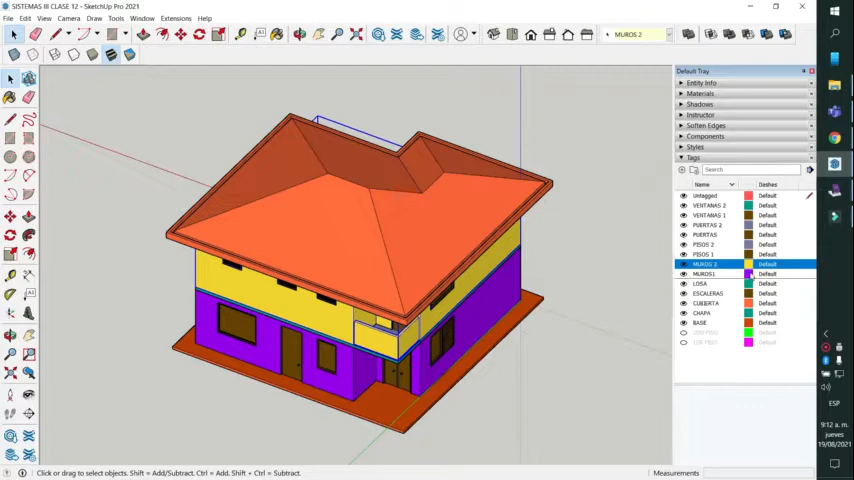 SISTEMAS III CLASE 12 - SketchUp Pro 2021
File Edit View Camera Draw Tools Window Extensions Help
MUROS 2
Default Tray
Entity Info
Materials
Shadows
Instructor
Soften Edges
Components
Styles
Tags
Search
Name Dashes
Untagged Default
VENTANAS 2 Default
VENTANAS 1 Default
PUERTAS 2 Default
PUERTAS Default
PISOS 2 Default
PISOS 1 Default
MUROS 2 Default
MUROS1 Default
LOSA Default
ESCALERAS Default
CUBIERTA Default
CHAPA Default
BASE Default
Default
Default
ESP
9:12 a. m.
jueves
19/08/2021
Click or drag to select objects. Shift = Add/Subtract. Ctrl = Add. Shift + Ctrl = Subtract.
Measurements